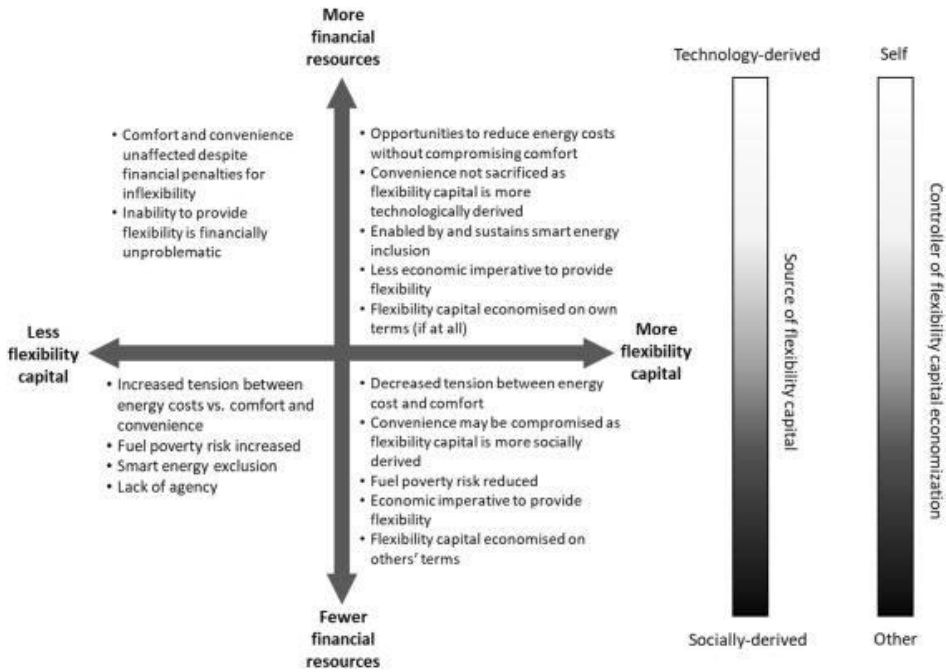 More
financial
resources
• Comfort and convenience
unaffected despite
financial penalties for
inflexibility
• Inability to provide
flexibility is financially
unproblematic
• Opportunities to reduce energy costs
without compromising comfort
• Convenience not sacrificed as
flexibility capital is more
technologically derived
• Enabled by and sustains smart energy
inclusion
• Less economic imperative to provide
flexibility
• Flexibility capital economised on own
terms (if at all)
Less
flexibility
capital
More
flexibility
capital
• Increased tension between
energy costs vs. comfort and
convenience
• Fuel poverty risk increased
• Smart energy exclusion
• Lack of agency
• Decreased tension between energy
cost and comfort
• Convenience may be compromised as
flexibility capital is more socially
derived
• Fuel poverty risk reduced
• Economic imperative to provide
flexibility
• Flexibility capital economised on
others' terms
Fewer
financial
resources
Technology-derived
Source of flexibility capital
Socially-derived
Self
Controller of flexibility capital economization
Other